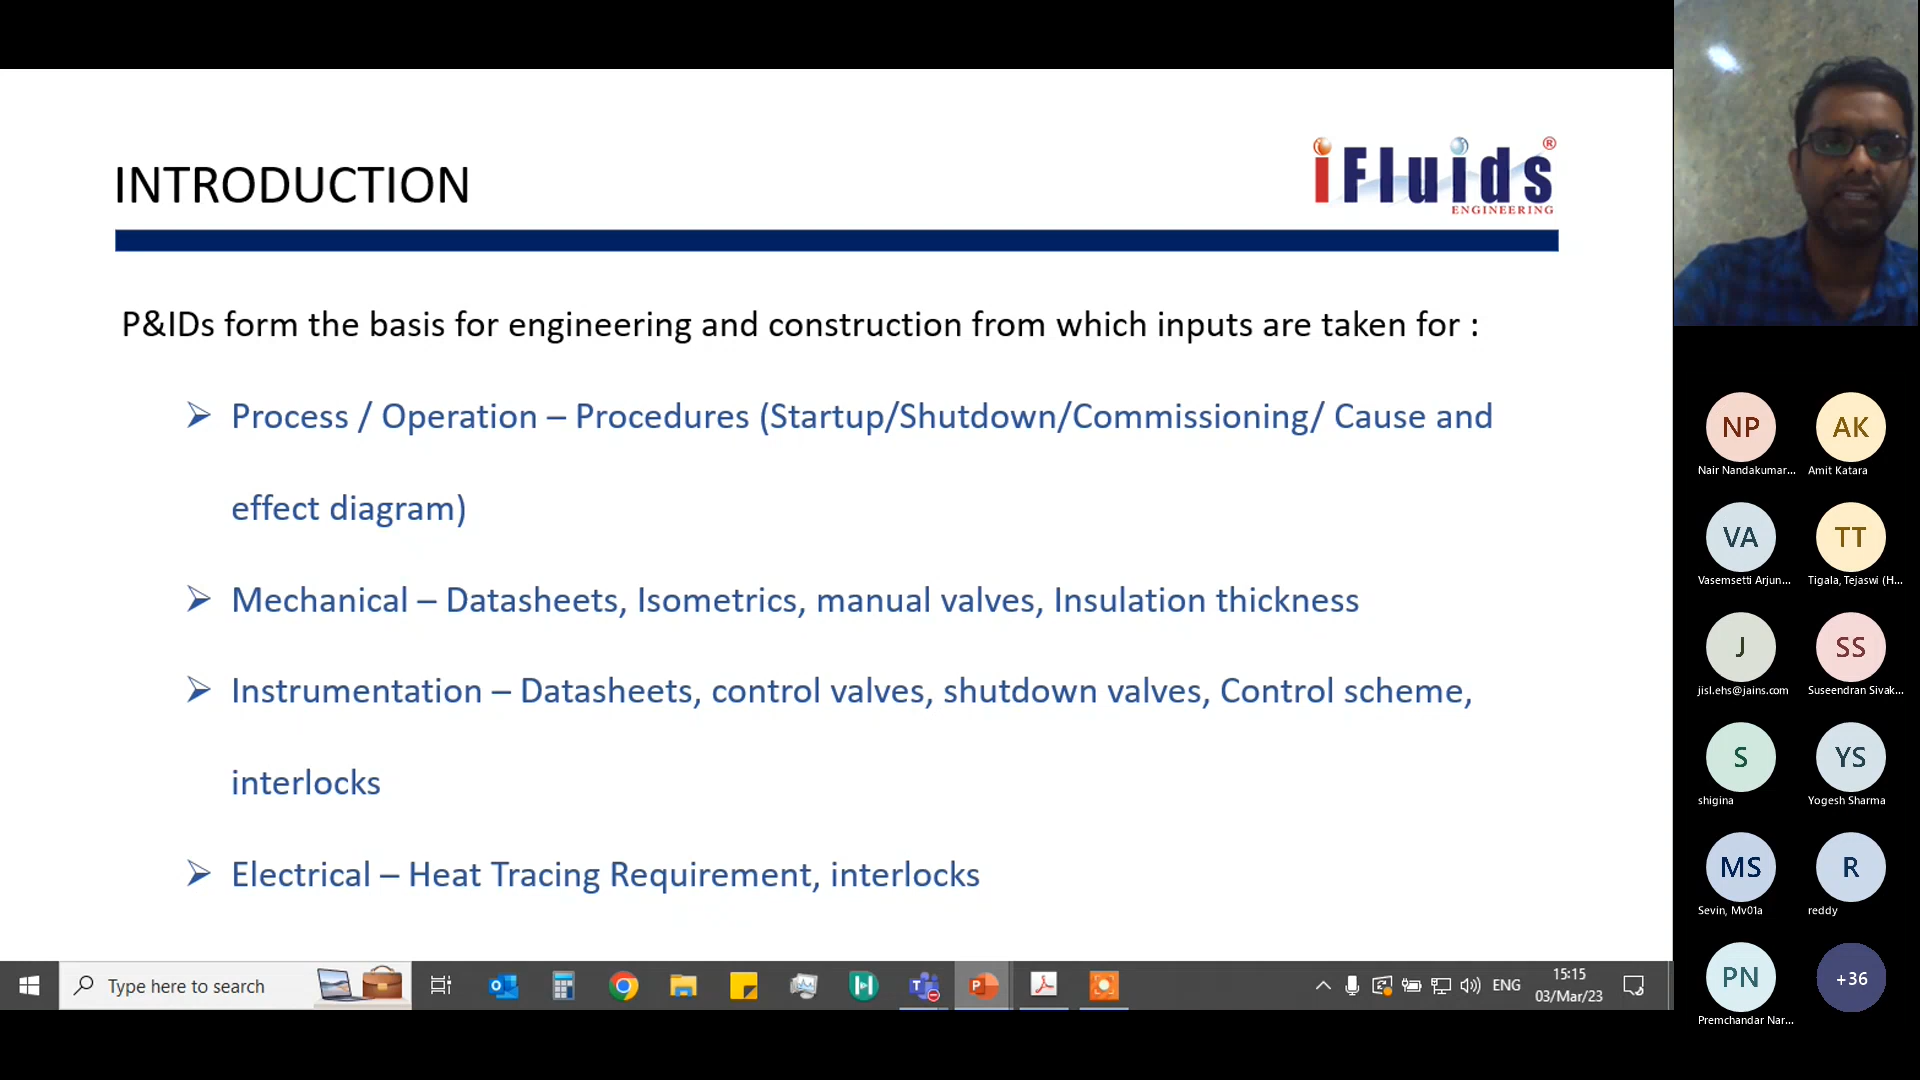 INTRODUCTION
iFluids®
ENGINEERING
P&IDs form the basis for engineering and construction from which inputs are taken for :
Process / Operation – Procedures (Startup/Shutdown/Commissioning/ Cause and
effect diagram)
Mechanical – Datasheets, Isometrics, manual valves, Insulation thickness
Instrumentation – Datasheets, control valves, shutdown valves, Control scheme,
interlocks
Electrical – Heat Tracing Requirement, interlocks
Type here to search
ENG
15:15
03/Mar/23
NP
Nair Nandakumar...
AK
Amit Katara
VA
Vasemsetti Arjun...
TT
Tigala, Tejaswi (H...
J
jisl.ehs@jains.com
SS
Suseendran Sivak...
S
shigina
YS
Yogesh Sharma
MS
Sevin, Mv01a
R
reddy
PN
Premchandar Nar...
+36